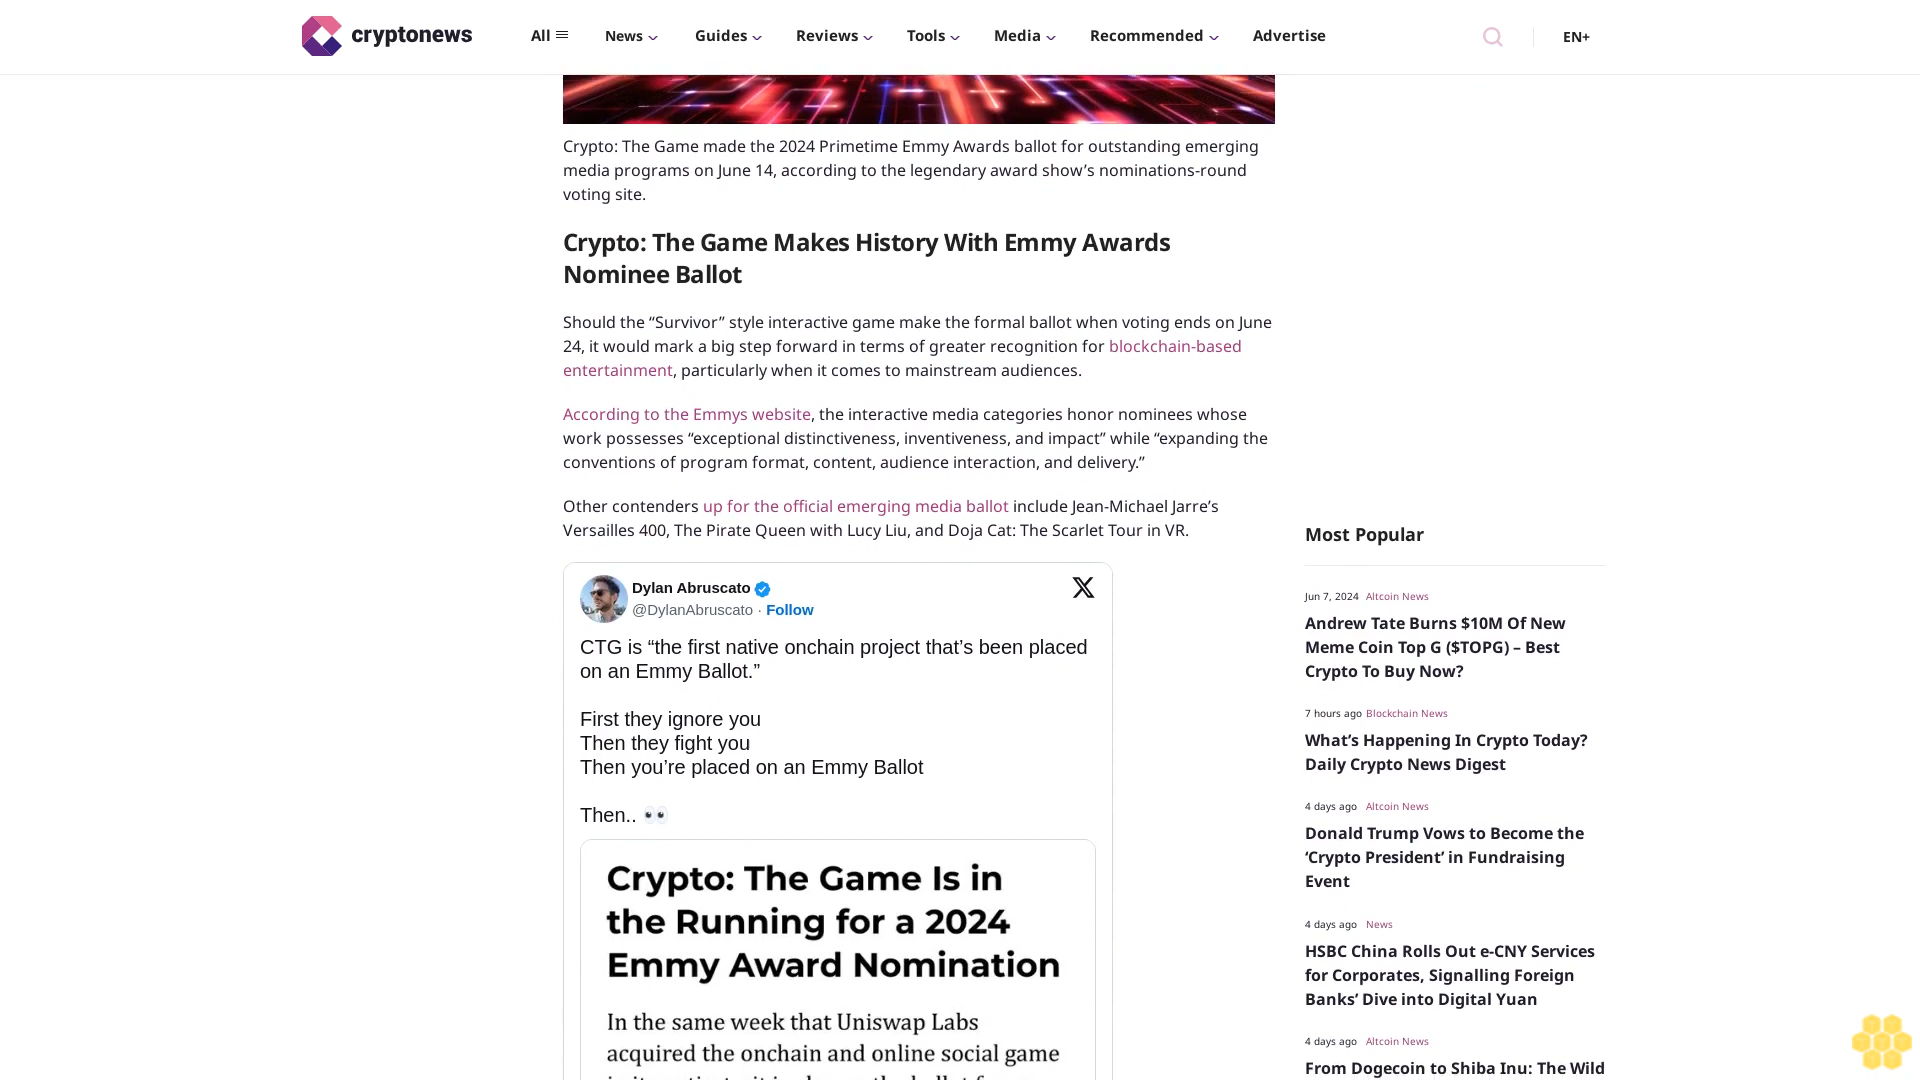 cryptonews
All
News
Guides
Reviews
Tools
Media
Recommended
Advertise
EN+
Crypto: The Game made the 2024 Primetime Emmy Awards ballot for outstanding emerging
media programs on June 14, according to the legendary award show’s nominations-round
voting site.
Crypto: The Game Makes History With Emmy Awards
Nominee Ballot
Should the “Survivor” style interactive game make the formal ballot when voting ends on June
24, it would mark a big step forward in terms of greater recognition for blockchain-based
entertainment, particularly when it comes to mainstream audiences.
According to the Emmys website, the interactive media categories honor nominees whose
work possesses “exceptional distinctiveness, inventiveness, and impact” while “expanding the
conventions of program format, content, audience interaction, and delivery.”
Other contenders up for the official emerging media ballot include Jean-Michael Jarre’s
Versailles 400, The Pirate Queen with Lucy Liu, and Doja Cat: The Scarlet Tour in VR.
Dylan Abruscato
@DylanAbruscato · Follow
CTG is “the first native onchain project that’s been placed
on an Emmy Ballot.”
First they ignore you
Then they fight you
Then you’re placed on an Emmy Ballot
Then.. 👀
Crypto: The Game Is in
the Running for a 2024
Emmy Award Nomination
In the same week that Uniswap Labs
acquired the onchain and online social game
Most Popular
Jun 7, 2024 Altcoin News
Andrew Tate Burns $10M Of New
Meme Coin Top G ($TOPG) – Best
Crypto To Buy Now?
7 hours ago Blockchain News
What’s Happening In Crypto Today?
Daily Crypto News Digest
4 days ago Altcoin News
Donald Trump Vows to Become the
‘Crypto President’ in Fundraising
Event
4 days ago News
HSBC China Rolls Out e-CNY Services
for Corporates, Signalling Foreign
Banks’ Dive into Digital Yuan
4 days ago Altcoin News
From Dogecoin to Shiba Inu: The Wild